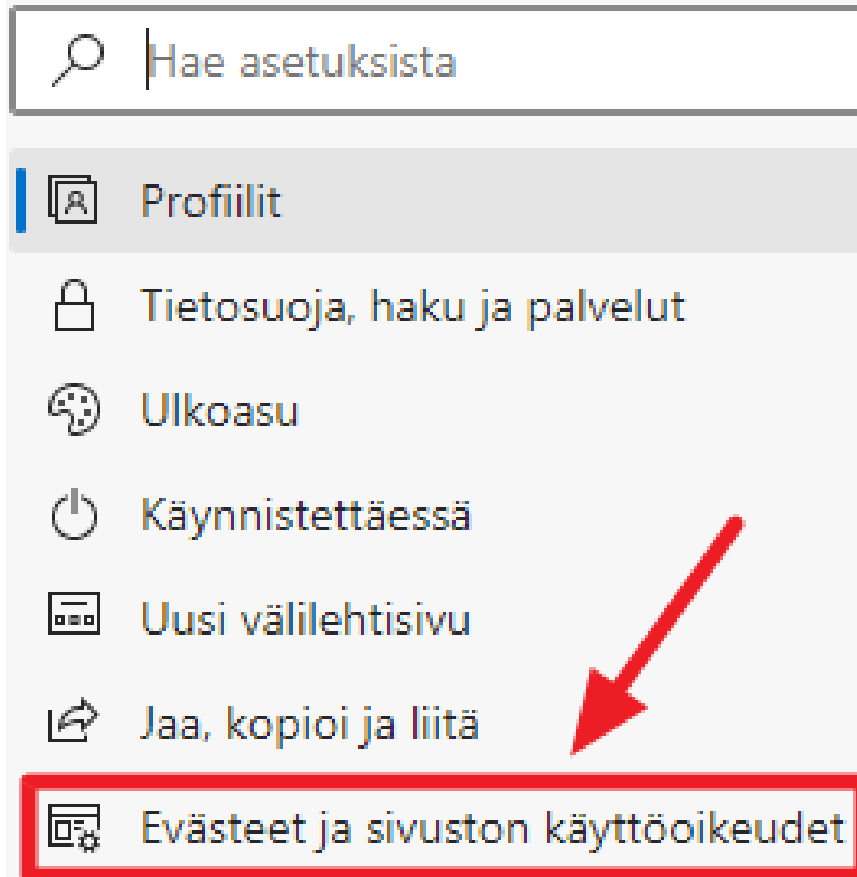 Hae asetuksista
Profiilit
Tietosuoja, haku ja palvelut
Ulkoasu
Käynnistettäessä
Uusi välilehtisivu
Jaa, kopioi ja liitä
Evästeet ja sivuston käyttöoikeudet